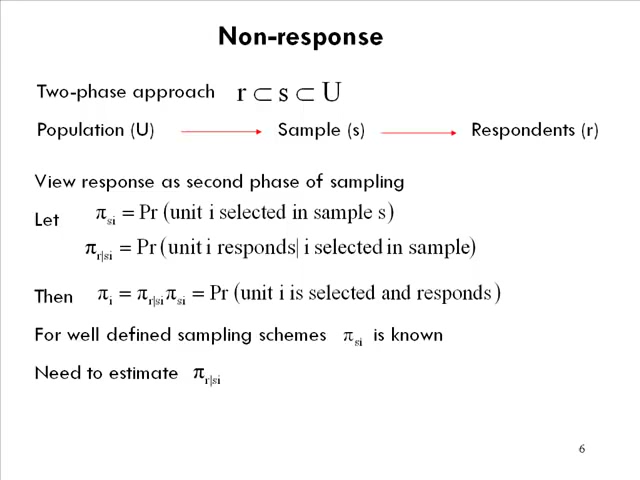 Non-response
Two-phase approach r ⊂ s ⊂ U
Population (U) Sample (s) Respondents (r)
View response as second phase of sampling
Let π_si = Pr (unit i selected in sample s)
π_r|si = Pr (unit i responds| i selected in sample)
Then π_i = π_r|si π_si = Pr (unit i is selected and responds)
For well defined sampling schemes π_si is known
Need to estimate π_r|si
6